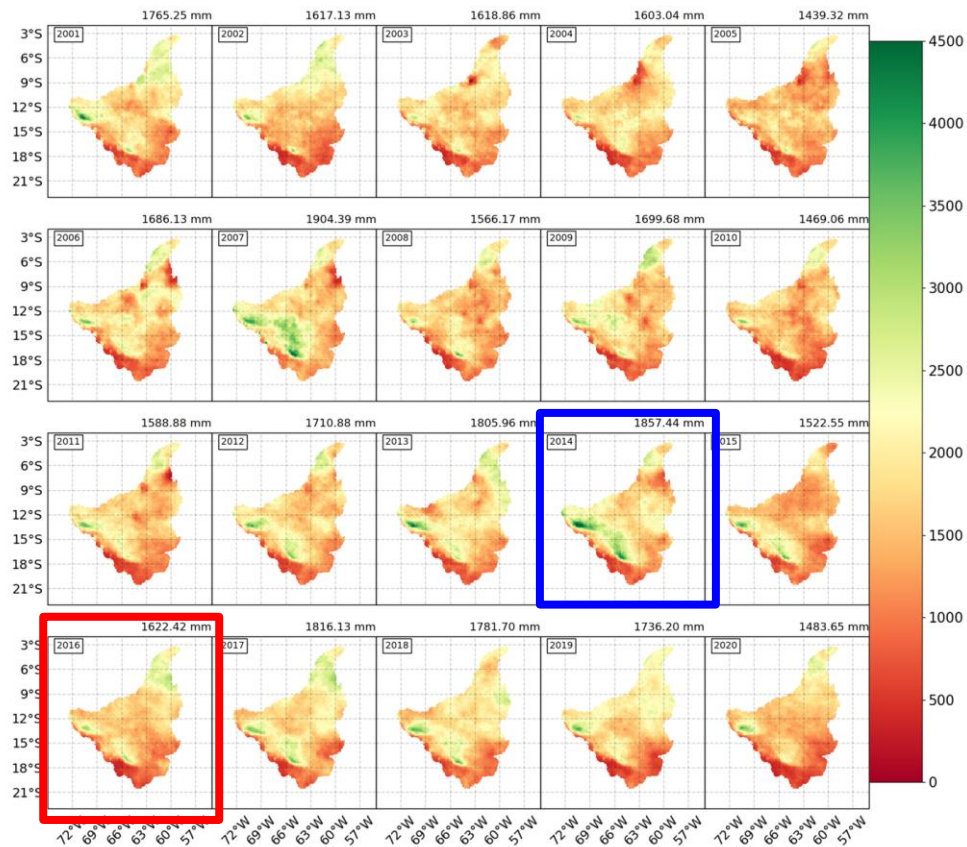 1765.25 mm 1617.13 mm 1618.86 mm 1603.04 mm 1439.32 mm
3°S 2001 2002 2003 2004 2005 4500
6°S
9°S
12°S 4000
15°S
18°S
21°S 3500
1686.13 mm 1904.39 mm 1566.17 mm 1699.68 mm 1469.06 mm
3°S 2006 2007 2008 2009 2010
6°S 3000
9°S
12°S
15°S 2500
18°S
21°S
1588.88 mm 1710.88 mm 1805.96 mm 1857.44 mm 1522.55 mm
3°S 2011 2012 2013 2014 2015 2000
6°S
9°S
12°S 1500
15°S
18°S
21°S 1000
1622.42 mm 1816.13 mm 1781.70 mm 1736.20 mm 1483.65 mm
3°S 2016 2017 2018 2019 2020
6°S
9°S 500
12°S
15°S
18°S 0
21°S
72°W 69°W 66°W 63°W 60°W 57°W 72°W 69°W 66°W 63°W 60°W 57°W 72°W 69°W 66°W 63°W 60°W 57°W 72°W 69°W 66°W 63°W 60°W 57°W 72°W 69°W 66°W 63°W 60°W 57°W